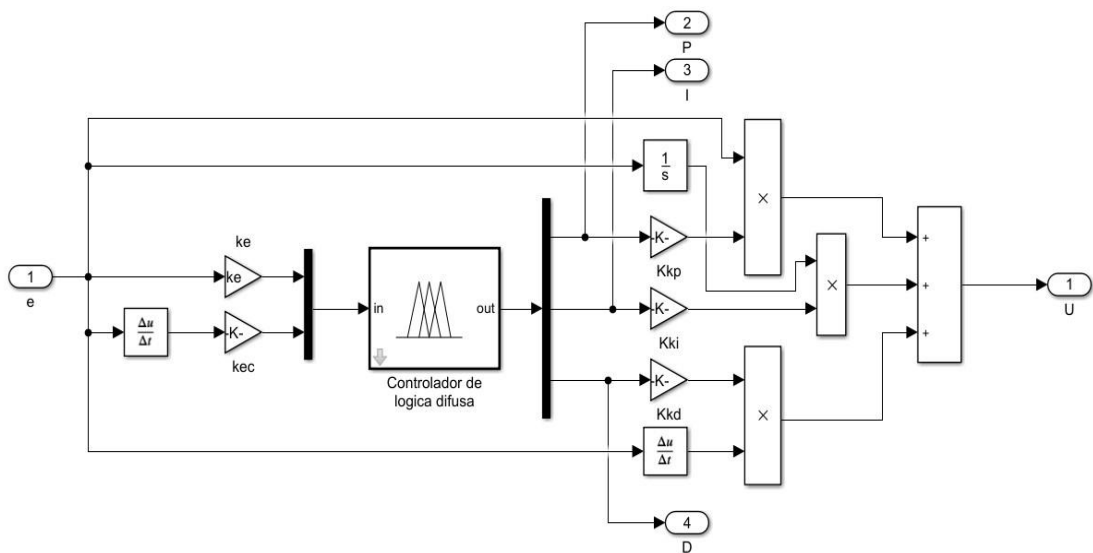 2
P
3
I
1
s
×
ke
ke
-K-
Kkp
+
1
e
in
out
×
+
1
U
Δu
Δt
-K-
kec
-K-
Kki
+
Controlador de
logica difusa
-K-
Kkd
×
Δu
Δt
4
D